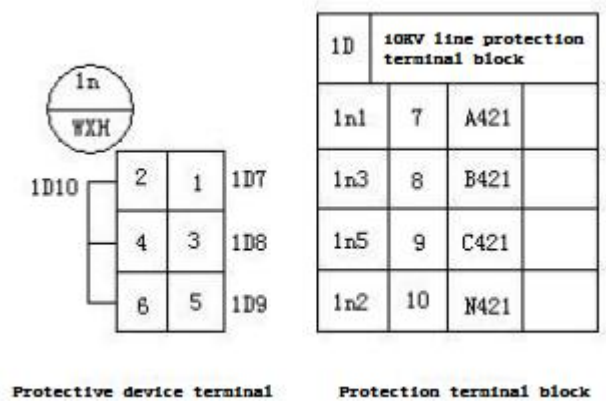 1n
WXH
1D10
2 1 1D7
4 3 1D8
6 5 1D9
Protective device terminal
1D 10KV line protection
terminal block
1n1 7 A421
1n3 8 B421
1n5 9 C421
1n2 10 N421
Protection terminal block